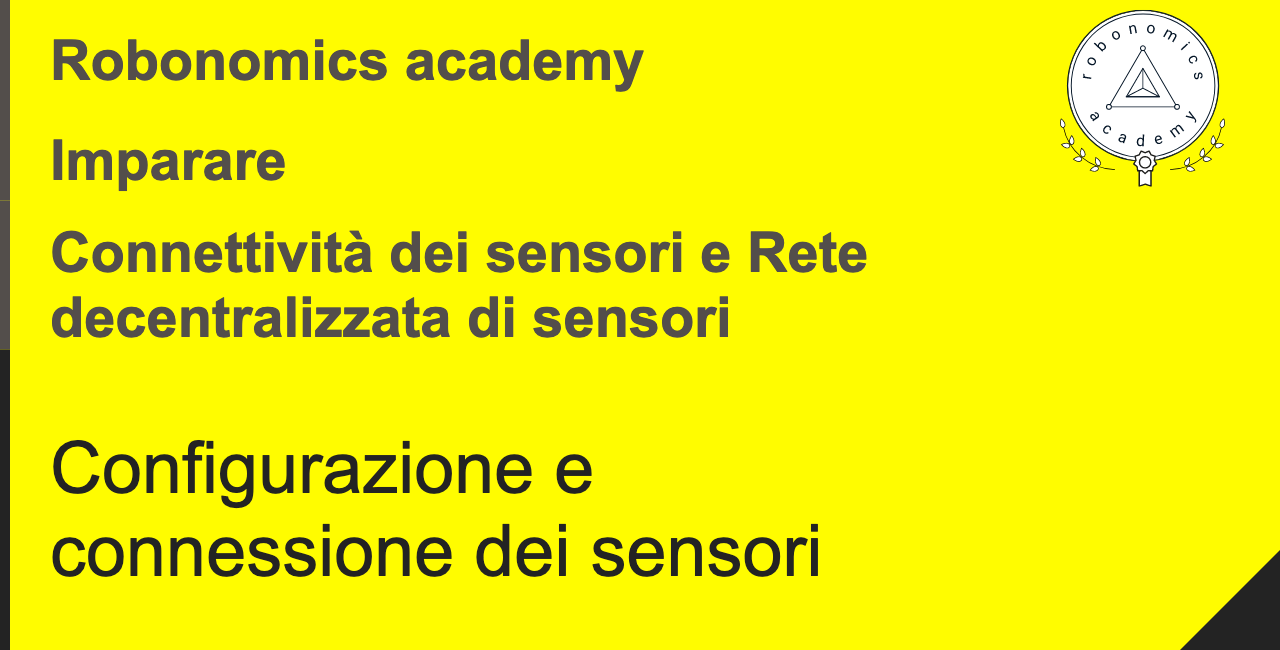 Robonomics academy
robonomics
academy
Imparare
Connettività dei sensori e Rete
decentralizzata di sensori
Configurazione e
connessione dei sensori